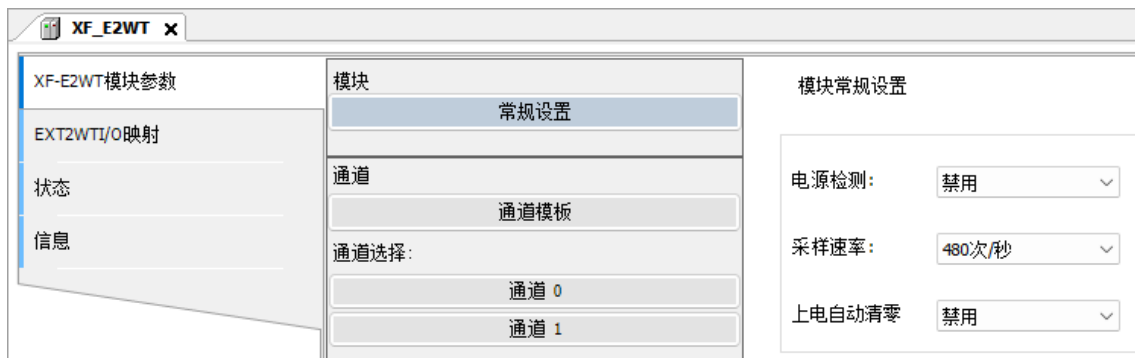 XF_E2WT
XF-E2WT模块参数
EXT2WTI/O映射
状态
信息
模块
常规设置
通道
通道模板
通道选择:
通道 0
通道 1
模块常规设置
电源检测: 禁用
采样速率: 480次/秒
上电自动清零 禁用